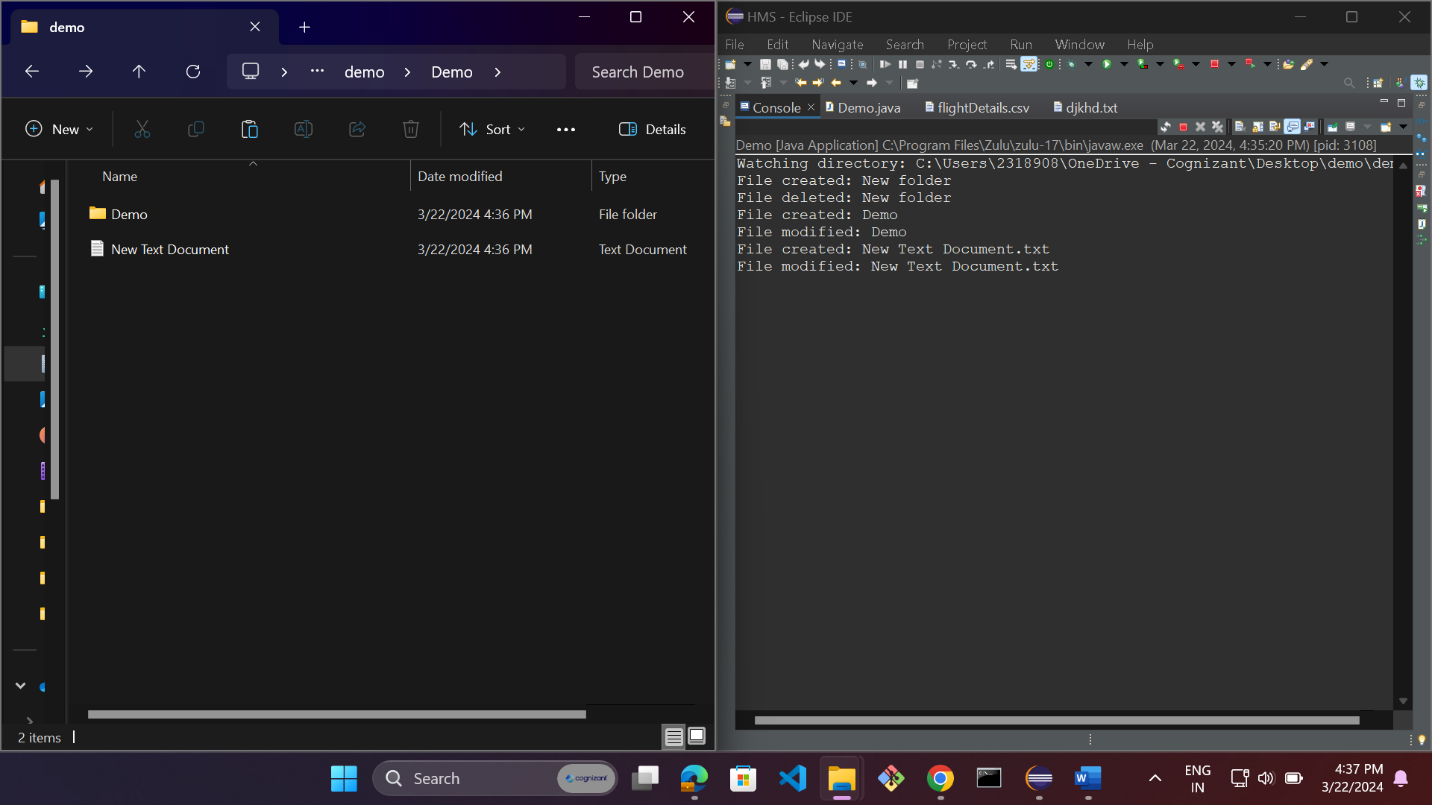 demo
demo
Demo
Search Demo
New
Sort
Details
Name
Date modified
Type
Demo
3/22/2024 4:36 PM
File folder
New Text Document
3/22/2024 4:36 PM
Text Document
2 items
HMS - Eclipse IDE
File Edit Navigate Search Project Run Window Help
Console
Demo.java
flightDetails.csv
djkhd.txt
Demo [Java Application] C:\Program Files\Zulu\zulu-17\bin\javaw.exe (Mar 22, 2024, 4:35:20 PM) [pid: 3108]
Watching directory: C:\Users\2318908\OneDrive - Cognizant\Desktop\demo\dem
File created: New folder
File deleted: New folder
File created: Demo
File modified: Demo
File created: New Text Document.txt
File modified: New Text Document.txt
Search
cognizant
ENG
IN
4:37 PM
3/22/2024